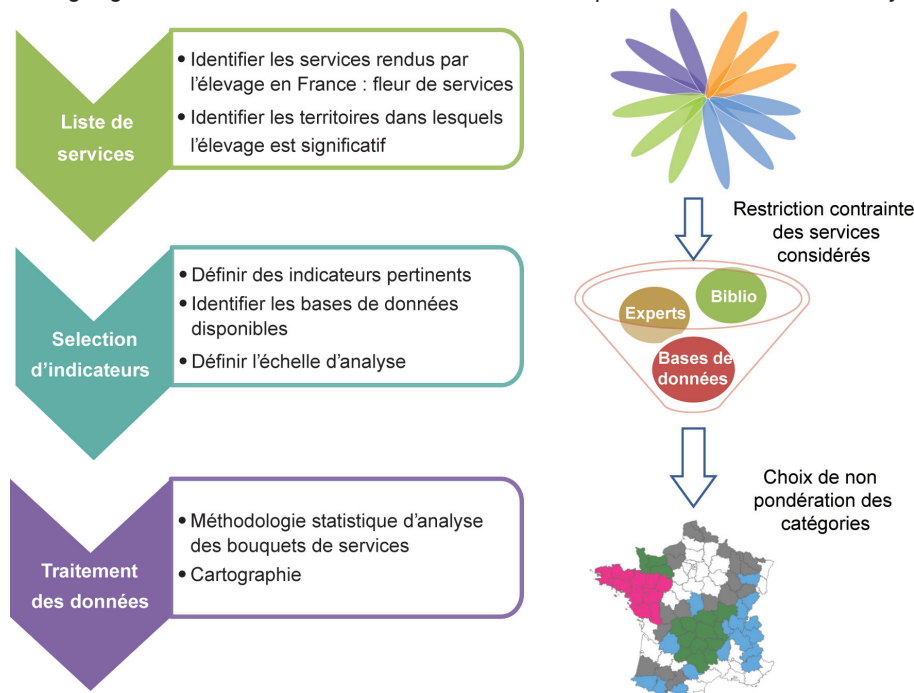 Liste de
services
• Identifier les services rendus par
l'élevage en France : fleur de services
• Identifier les territoires dans lesquels
l'élevage est significatif
Restriction contrainte
des services
considérés
Selection
d'indicateurs
• Définir des indicateurs pertinents
• Identifier les bases de données
disponibles
• Définir l'échelle d'analyse
Experts
Biblio
Bases de
données
Choix de non
pondération des
catégories
Traitement
des données
• Méthodologie statistique d'analyse
des bouquets de services
• Cartographie